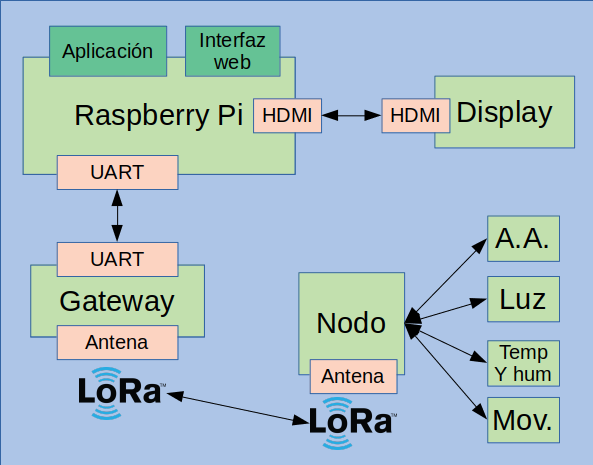 Aplicación
Interfaz
web
Raspberry Pi
HDMI
HDMI
Display
UART
UART
Gateway
Antena
LoRa™
Nodo
Antena
LoRa™
A.A.
Luz
Temp
Y hum
Mov.